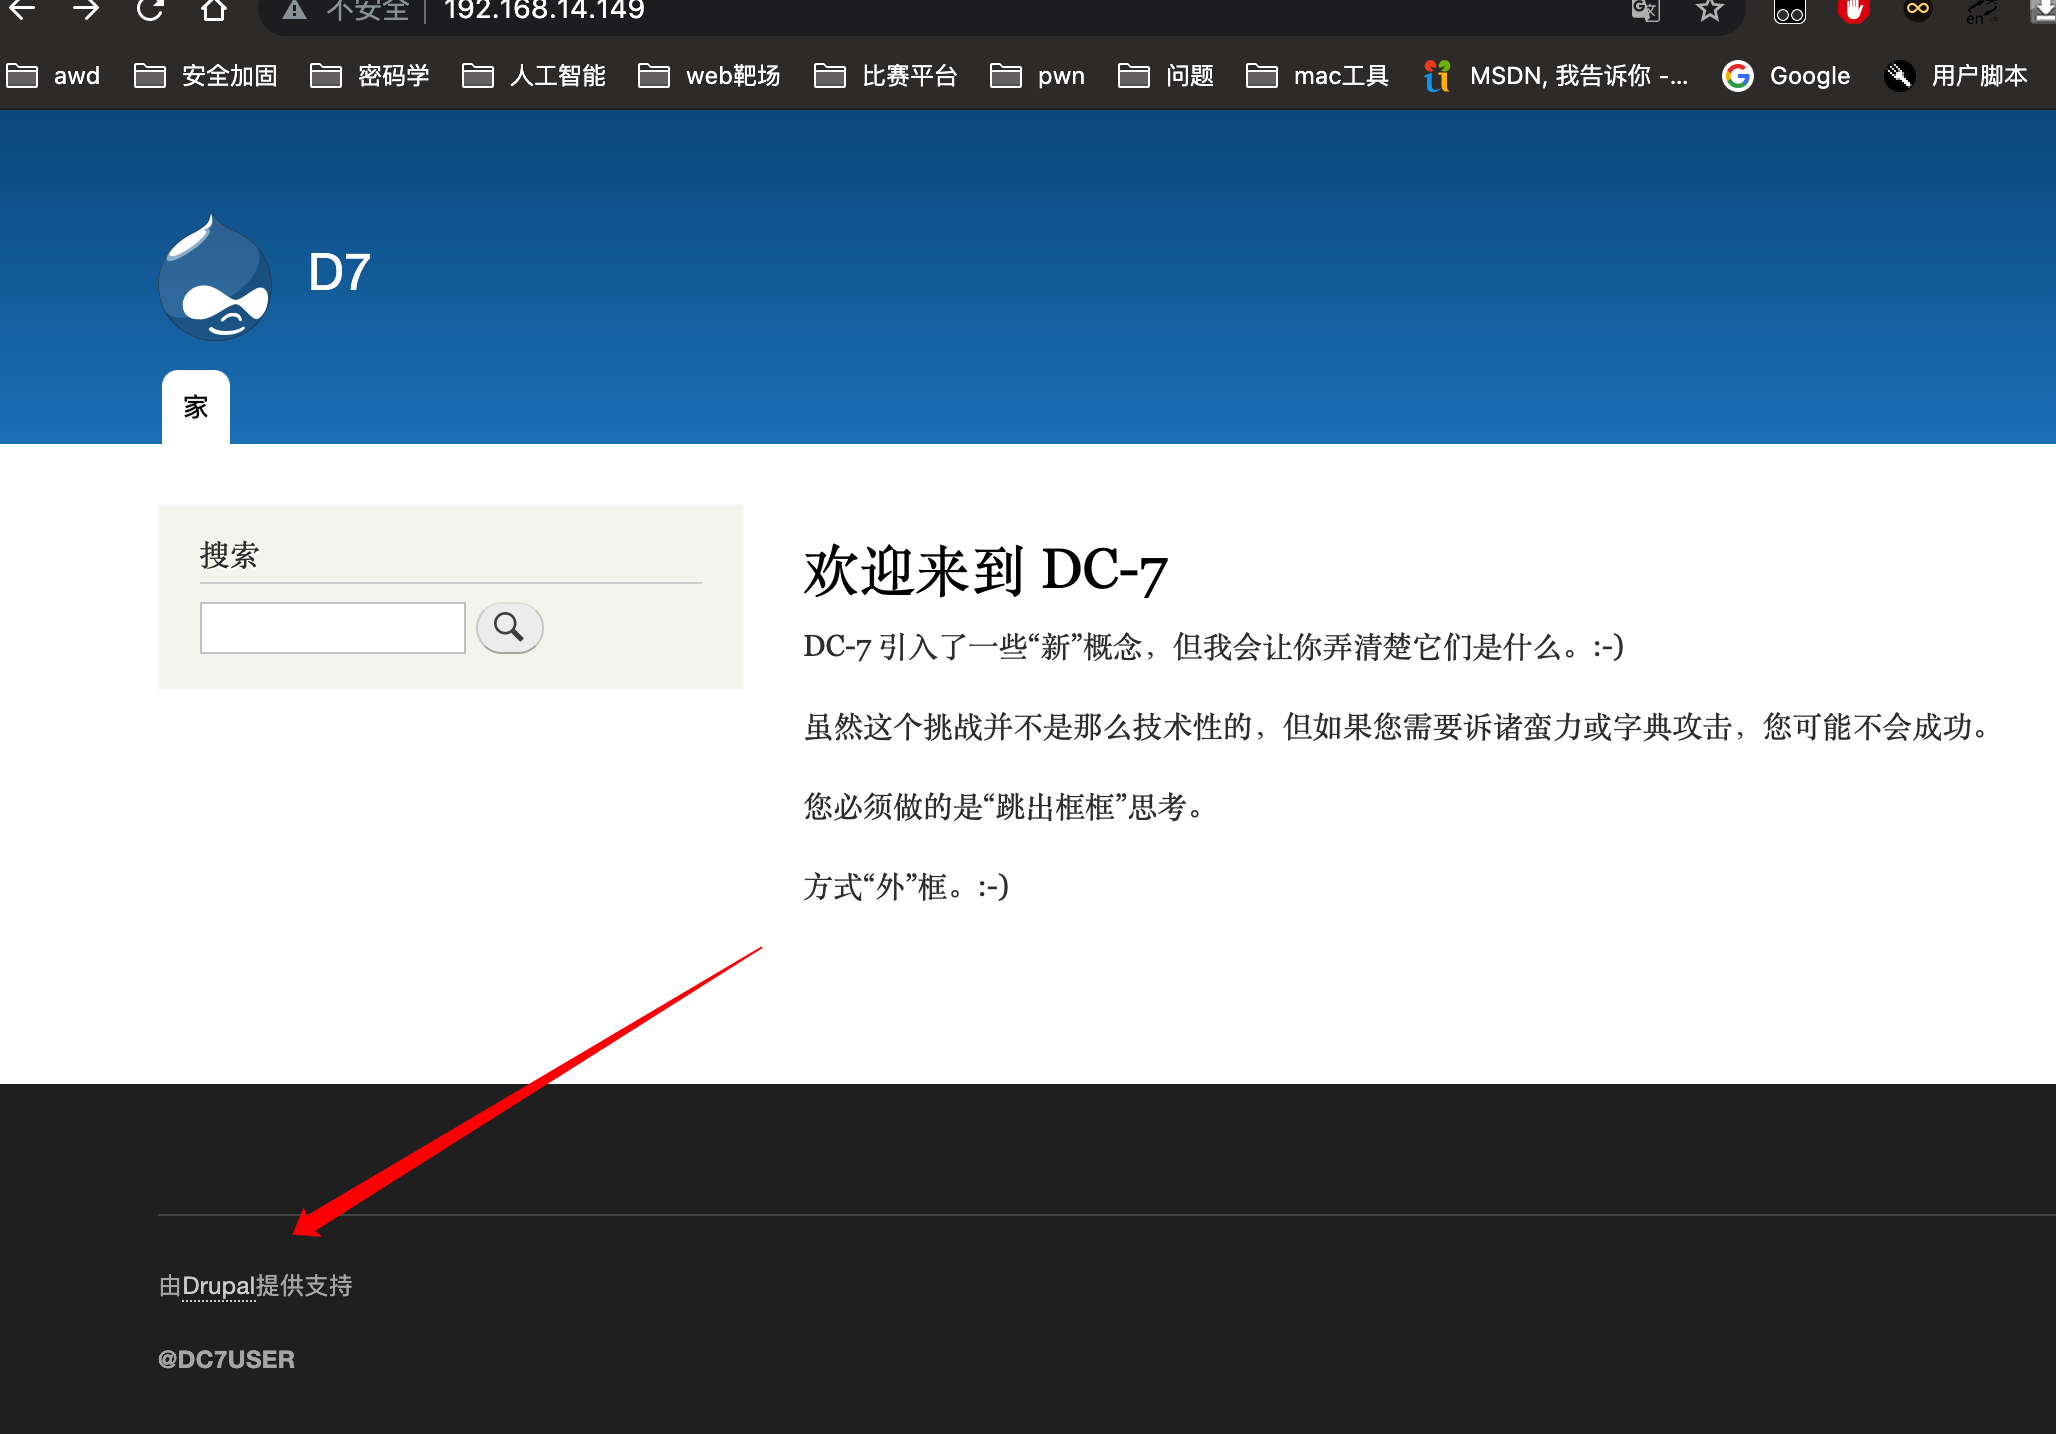 不安全 192.168.14.149
awd 安全加固 密码学 人工智能 web靶场 比赛平台 pwn 问题 mac工具 MSDN, 我告诉你 -... Google 用户脚本
D7
家
搜索
欢迎来到 DC-7
DC-7 引入了一些“新”概念，但我会让你弄清楚它们是什么。:-)
虽然这个挑战并不是那么技术性的，但如果您需要诉诸蛮力或字典攻击，您可能不会成功。
您必须做的是“跳出框框”思考。
方式“外”框。:-)
由Drupal提供支持
@DC7USER